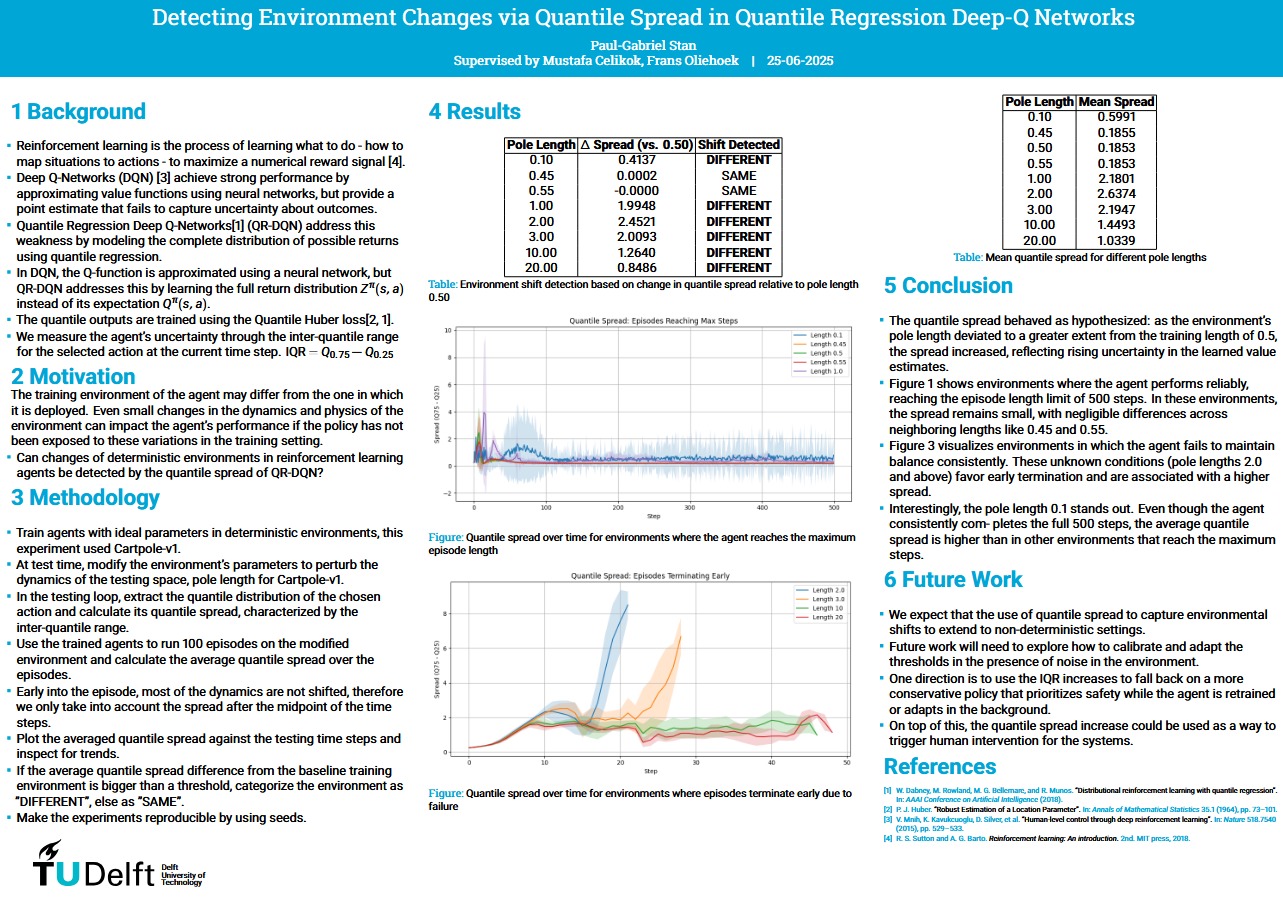 Detecting Environment Changes via Quantile Spread in Quantile Regression Deep-Q Networks
Paul-Gabriel Stan
Supervised by Mustafa Celikok, Frans Oliehoek | 25-06-2025
1 Background
▪ Reinforcement learning is the process of learning what to do - how to
map situations to actions - to maximize a numerical reward signal [4].
▪ Deep Q-Networks (DQN) [3] achieve strong performance by
approximating value functions using neural networks, but provide a
point estimate that fails to capture uncertainty about outcomes.
▪ Quantile Regression Deep Q-Networks[1] (QR-DQN) address this
weakness by modeling the complete distribution of possible returns
using quantile regression.
▪ In DQN, the Q-function is approximated using a neural network, but
QR-DQN addresses this by learning the full return distribution Zπ(s, a)
instead of its expectation Qπ(s, a).
▪ The quantile outputs are trained using the Quantile Huber loss[2, 1].
▪ We measure the agent's uncertainty through the inter-quantile range
for the selected action at the current time step. IQR = Q0.75 − Q0.25
2 Motivation
The training environment of the agent may differ from the one in which
it is deployed. Even small changes in the dynamics and physics of the
environment can impact the agent's performance if the policy has not
been exposed to these variations in the training setting.
▪ Can changes of deterministic environments in reinforcement learning
agents be detected by the quantile spread of QR-DQN?
3 Methodology
▪ Train agents with ideal parameters in deterministic environments, this
experiment used Cartpole-v1.
▪ At test time, modify the environment's parameters to perturb the
dynamics of the testing space, pole length for Cartpole-v1.
▪ In the testing loop, extract the quantile distribution of the chosen
action and calculate its quantile spread, characterized by the
inter-quantile range.
▪ Use the trained agents to run 100 episodes on the modified
environment and calculate the average quantile spread over the
episodes.
▪ Early into the episode, most of the dynamics are not shifted, therefore
we only take into account the spread after the midpoint of the time
steps.
▪ Plot the averaged quantile spread against the testing time steps and
inspect for trends.
▪ If the average quantile spread difference from the baseline training
environment is bigger than a threshold, categorize the environment as
"DIFFERENT", else as "SAME".
▪ Make the experiments reproducible by using seeds.
TU Delft
Delft
University of
Technology
4 Results
Pole Length Δ Spread (vs. 0.50) Shift Detected
0.10 0.4137 DIFFERENT
0.45 0.0002 SAME
0.55 -0.0000 SAME
1.00 1.9948 DIFFERENT
2.00 2.4521 DIFFERENT
3.00 2.0093 DIFFERENT
10.00 1.2640 DIFFERENT
20.00 0.8486 DIFFERENT
Table: Environment shift detection based on change in quantile spread relative to pole length
0.50
Quantile Spread: Episodes Reaching Max Steps
Spread (Q75 - Q25)
10
8
6
4
2
0
−2
Length 0.1
Length 0.45
Length 0.5
Length 0.55
Length 1.0
0 100 200 300 400 500
Step
Figure: Quantile spread over time for environments where the agent reaches the maximum
episode length
Quantile Spread: Episodes Terminating Early
Spread (Q75 - Q25)
8
6
4
2
0
Length 2.0
Length 3.0
Length 10
Length 20
0 10 20 30 40 50
Step
Figure: Quantile spread over time for environments where episodes terminate early due to
failure
Pole Length Mean Spread
0.10 0.5991
0.45 0.1855
0.50 0.1853
0.55 0.1853
1.00 2.1801
2.00 2.6374
3.00 2.1947
10.00 1.4493
20.00 1.0339
Table: Mean quantile spread for different pole lengths
5 Conclusion
▪ The quantile spread behaved as hypothesized: as the environment's
pole length deviated to a greater extent from the training length of 0.5,
the spread increased, reflecting rising uncertainty in the learned value
estimates.
▪ Figure 1 shows environments where the agent performs reliably,
reaching the episode length limit of 500 steps. In these environments,
the spread remains small, with negligible differences across
neighboring lengths like 0.45 and 0.55.
▪ Figure 3 visualizes environments in which the agent fails to maintain
balance consistently. These unknown conditions (pole lengths 2.0
and above) favor early termination and are associated with a higher
spread.
▪ Interestingly, the pole length 0.1 stands out. Even though the agent
consistently com- pletes the full 500 steps, the average quantile
spread is higher than in other environments that reach the maximum
steps.
6 Future Work
▪ We expect that the use of quantile spread to capture environmental
shifts to extend to non-deterministic settings.
▪ Future work will need to explore how to calibrate and adapt the
thresholds in the presence of noise in the environment.
▪ One direction is to use the IQR increases to fall back on a more
conservative policy that prioritizes safety while the agent is retrained
or adapts in the background.
▪ On top of this, the quantile spread increase could be used as a way to
trigger human intervention for the systems.
References
[1] W. Dabney, M. Rowland, M. G. Bellemare, and R. Munos. "Distributional reinforcement learning with quantile regression".
In: AAAI Conference on Artificial Intelligence (2018).
[2] P. J. Huber. "Robust Estimation of a Location Parameter". In: Annals of Mathematical Statistics 35.1 (1964), pp. 73–101.
[3] V. Mnih, K. Kavukcuoglu, D. Silver, et al. "Human-level control through deep reinforcement learning". In: Nature 518.7540
(2015), pp. 529–533.
[4] R. S. Sutton and A. G. Barto. Reinforcement learning: An introduction. 2nd. MIT press, 2018.